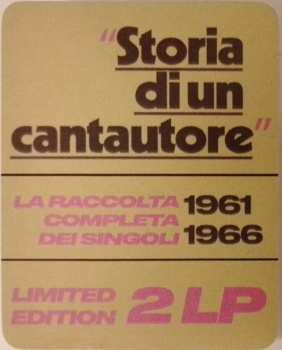 "Storia
di un
cantautore"
LA RACCOLTA 1961
COMPLETA
DEI SINGOLI 1966
LIMITED
EDITION 2 LP